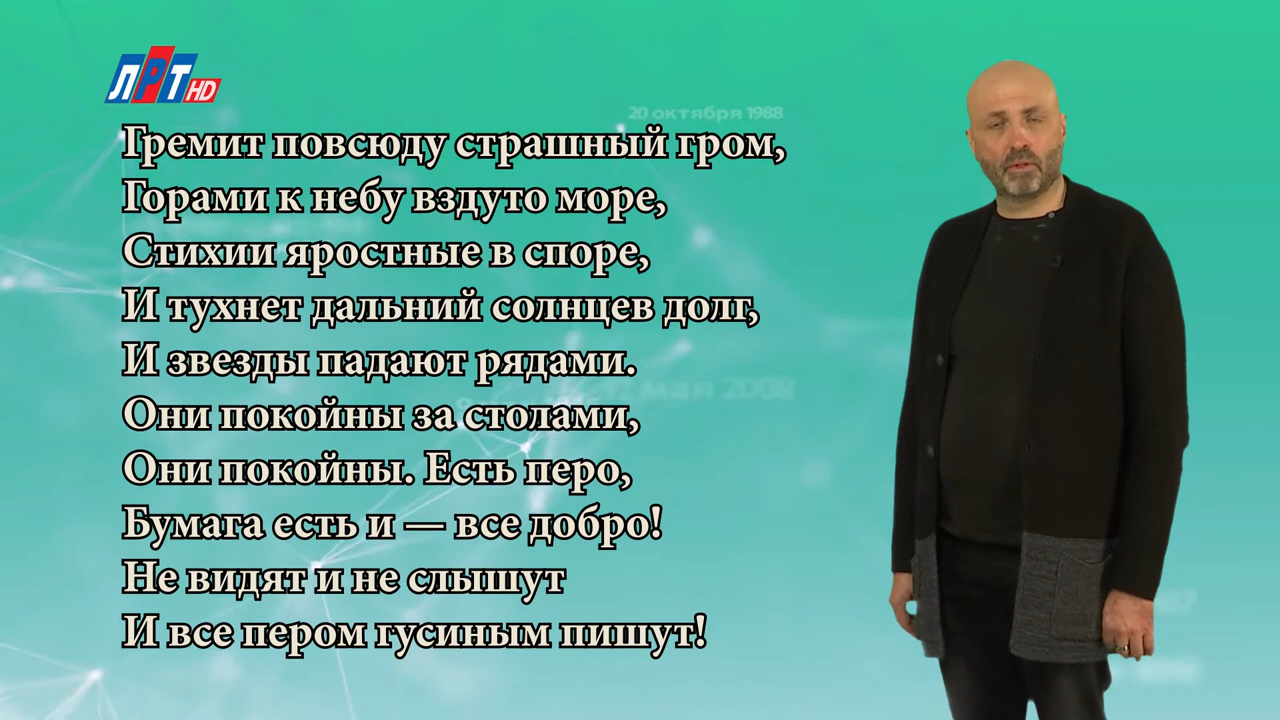 ЛРТ HD
20 октября 1988
Гремит повсюду страшный гром,
Горами к небу вздуто море,
Стихии яростные в споре,
И тухнет дальний солнцев долг,
И звезды падают рядами.
мая 2008
Они покойны за столами,
Они покойны. Есть перо,
Бумага есть и — все добро!
Не видят и не слышут
И все пером гусиным пишут!